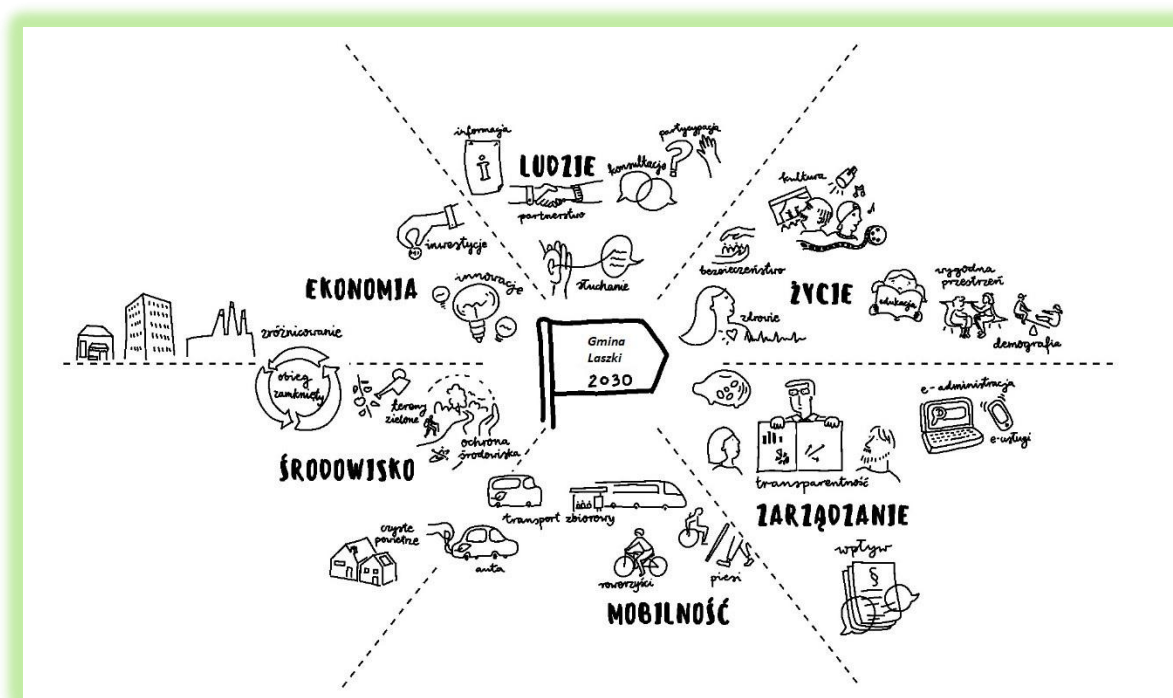 informacja
LUDZIE
partnerstwo
konsultacje
partycypacja
słuchanie
inwestycje
EKONOMIA
innowacje
zróżnicowanie
kultura
bezpieczeństwo
ŻYCIE
edukacja
wygodna
przestrzeń
demografia
zdrowie
Gmina
Laszki
2030
obieg
zamknięty
tereny
zielone
ochrona
środowiska
ŚRODOWISKO
czyste
powietrze
transport zbiorowy
auta
rowerzyści
piesi
MOBILNOŚĆ
e-administracja
e-usługi
transparentność
ZARZĄDZANIE
wpływ
§